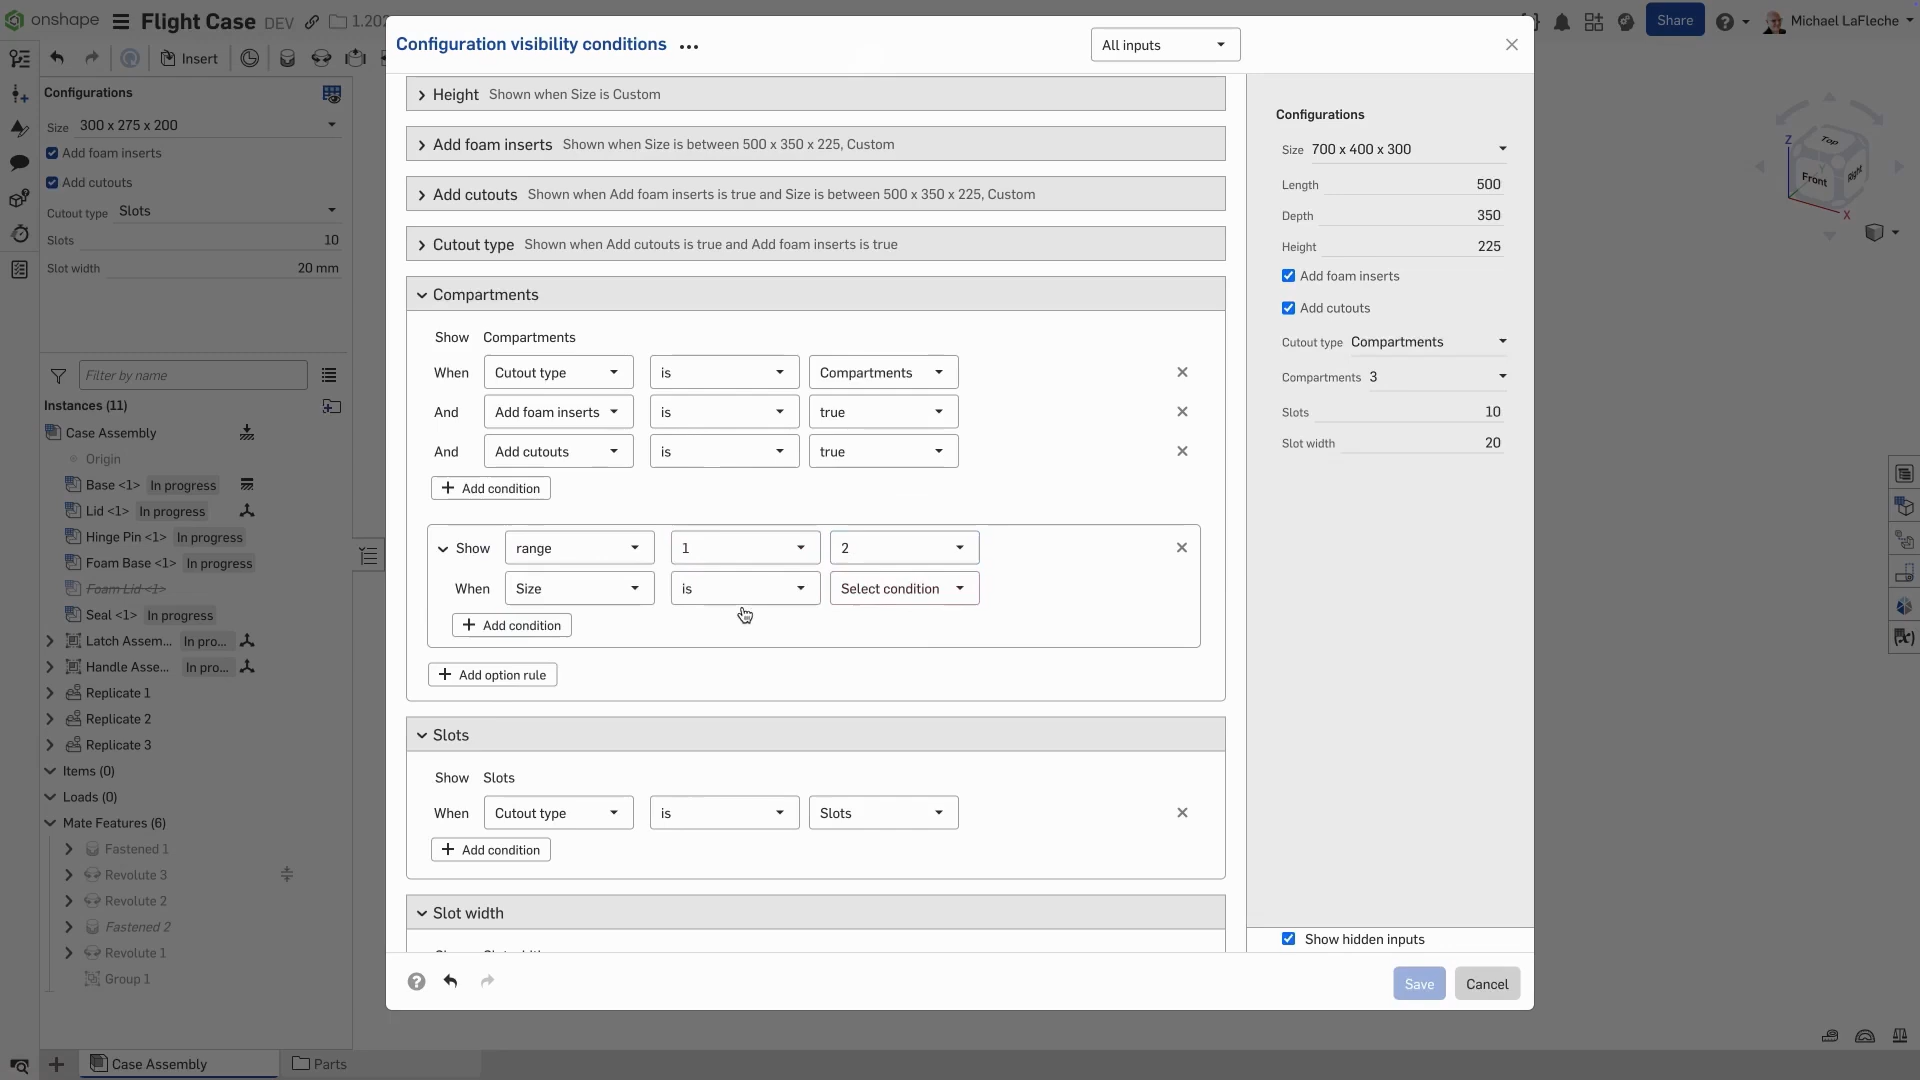 onshape Flight Case DEV 1.202
Share Michael LaFleche
Insert
Configurations
Size 300 x 275 x 200
Add foam inserts
Add cutouts
Cutout type Slots
Slots 10
Slot width 20 mm
Filter by name
Instances (11)
Case Assembly
Origin
Base <1> In progress
Lid <1> In progress
Hinge Pin <1> In progress
Foam Base <1> In progress
Foam Lid <1>
Seal <1> In progress
Latch Assem... In pro...
Handle Asse... In pro...
Replicate 1
Replicate 2
Replicate 3
Items (0)
Loads (0)
Mate Features (6)
Fastened 1
Revolute 3
Revolute 2
Fastened 2
Revolute 1
Group 1
Configuration visibility conditions ...
All inputs
Height Shown when Size is Custom
Add foam inserts Shown when Size is between 500 x 350 x 225, Custom
Add cutouts Shown when Add foam inserts is true and Size is between 500 x 350 x 225, Custom
Cutout type Shown when Add cutouts is true and Add foam inserts is true
Compartments
Show Compartments
When Cutout type is Compartments
And Add foam inserts is true
And Add cutouts is true
Add condition
Show range 1 2
When Size is Select condition
Add condition
Add option rule
Slots
Show Slots
When Cutout type is Slots
Add condition
Slot width
Configurations
Size 700 x 400 x 300
Length 500
Depth 350
Height 225
Add foam inserts
Add cutouts
Cutout type Compartments
Compartments 3
Slots 10
Slot width 20
Show hidden inputs
Save Cancel
Z
Top
Front
Right
X
Case Assembly Parts